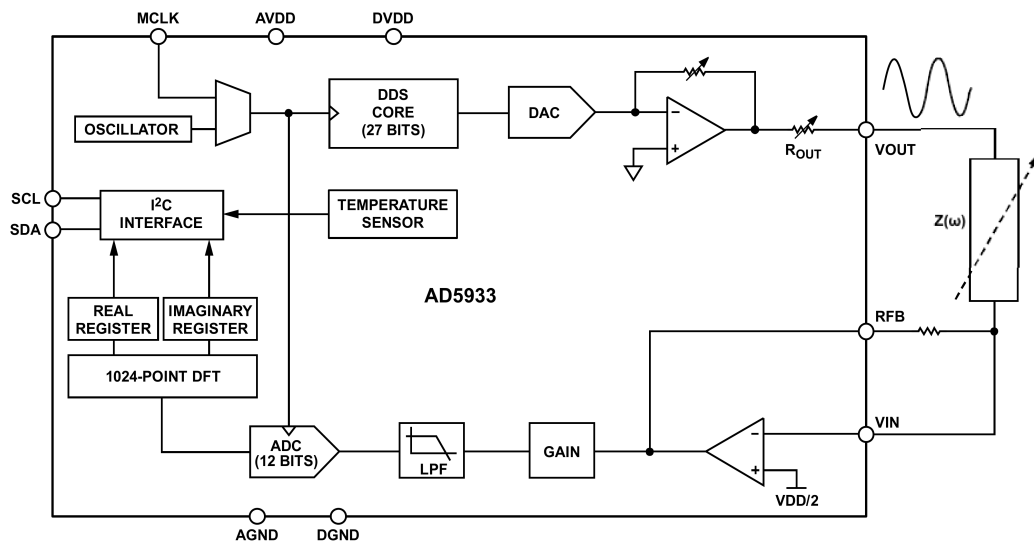 MCLK
AVDD
DVDD
OSCILLATOR
DDS
CORE
(27 BITS)
DAC
−
+
ROUT
VOUT
SCL
SDA
I2C
INTERFACE
TEMPERATURE
SENSOR
Z(ω)
AD5933
REAL
REGISTER
IMAGINARY
REGISTER
RFB
1024-POINT DFT
VIN
ADC
(12 BITS)
LPF
GAIN
−
+
VDD/2
AGND
DGND